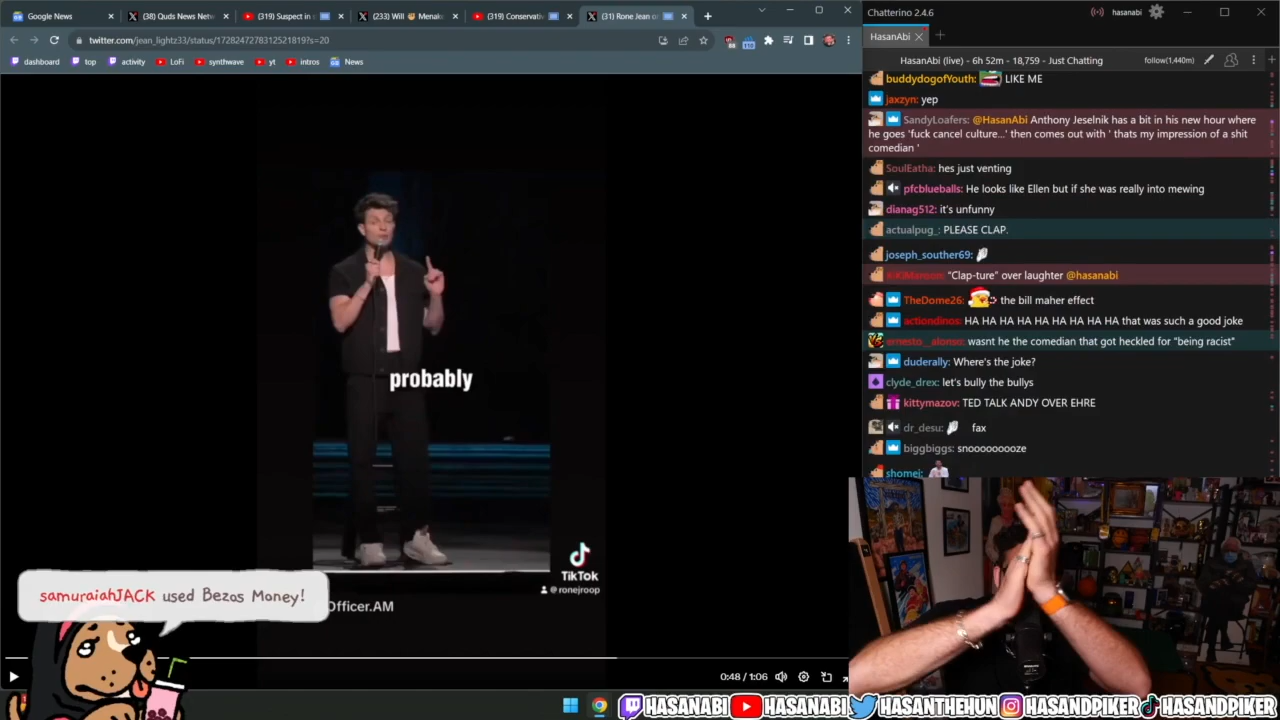 Google News
(38) Quds News Netw
(319) Suspect in
(233) Will
Menak
(319) Conservativ
(31) Rone Jean o
Chatterino 2.4.6
hasanabi
twitter.com/jean_lightz33/status/1728247278312521819?s=20
HasanAbi
dashboard
top
activity
LoFi
synthwave
yt
intros
News
HasanAbi (live) - 6h 52m - 18,759 - Just Chatting
follow(1,440m)
buddydogofYouth: LIKE ME
jaxzyn: yep
SandyLoafers: @HasanAbi Anthony Jeselnik has a bit in his new hour where
he goes 'fuck cancel culture...' then comes out with ' thats my impression of a shit
comedian '
SoulEatha: hes just venting
pfcblueballs: He looks like Ellen but if she was really into mewing
dianag512: it's unfunny
actualpug_: PLEASE CLAP.
joseph_souther69:
"Clap-ture" over laughter @hasanabi
TheDome26: the bill maher effect
actiondinos: HA HA HA HA HA HA HA HA HA that was such a good joke
ernesto__alonso: wasnt he the comedian that got heckled for "being racist"
duderally: Where's the joke?
clyde_drex: let's bully the bullys
kittymazov: TED TALK ANDY OVER EHRE
dr_desu: fax
biggbiggs: snooooooooze
shomei:
probably
TikTok
@ronejroop
Officer.AM
samuraiahJACK used Bezos Money!
0:48 / 1:06
HASANABI
HASANABI
HASANTHEHUN
HASANDPIKER
HASANDPIKER